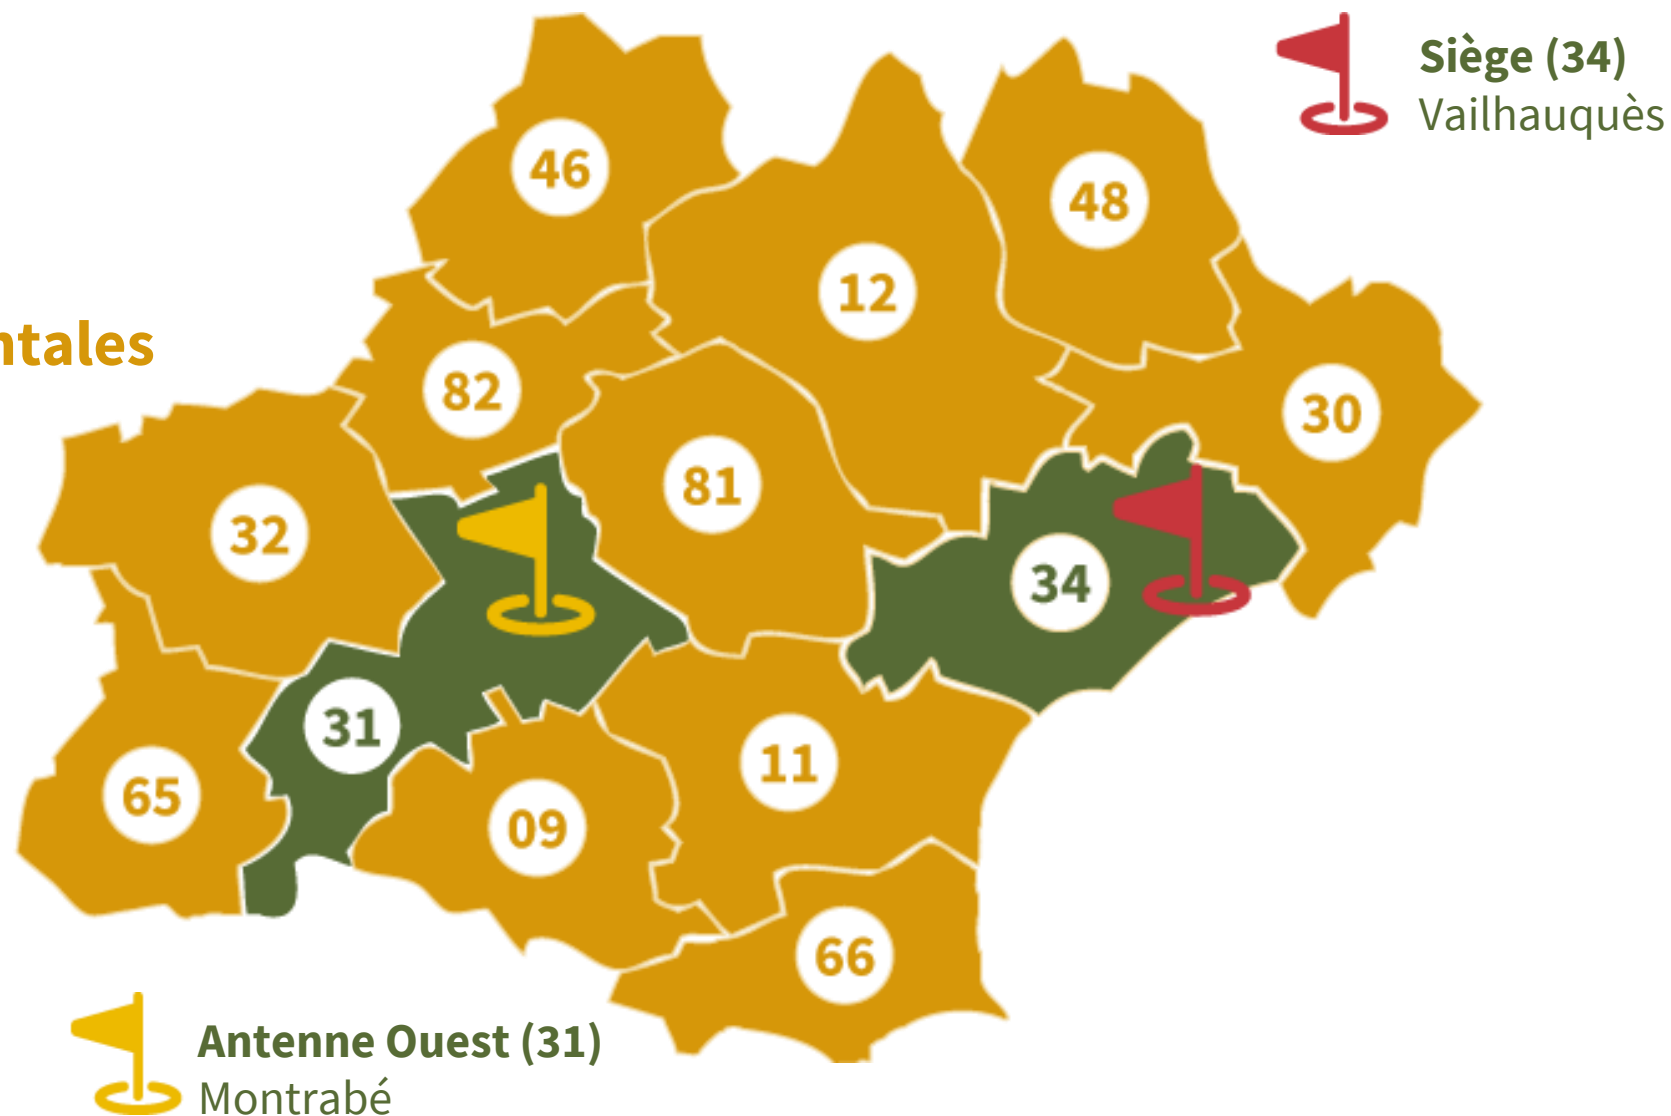 Siège (34)
Vailhauquès
46
48
12
ntales
82
30
81
32
34
31
11
65
09
66
Antenne Ouest (31)
Montrabé